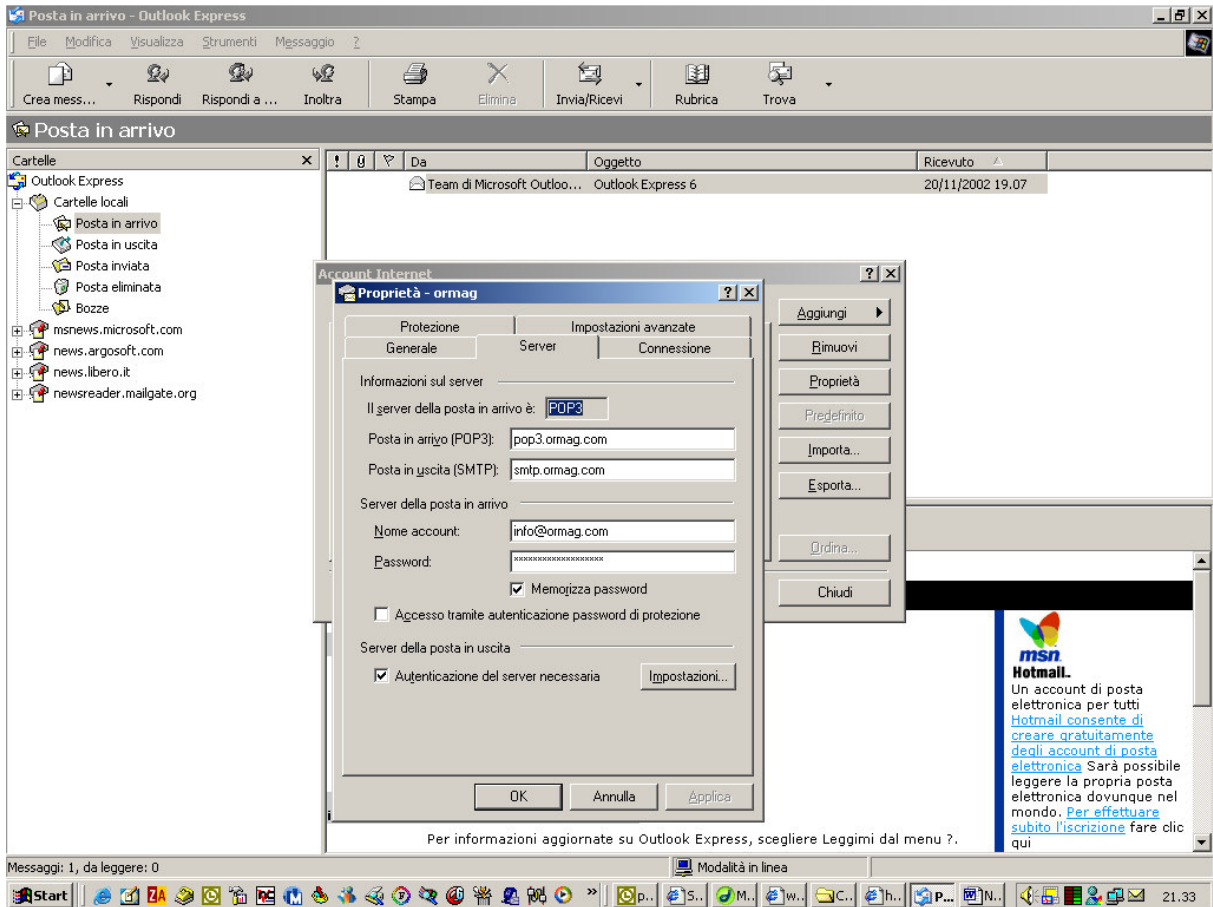 Posta in arrivo - Outlook Express
File Modifica Visualizza Strumenti Messaggio ?
Crea mess... Rispondi Rispondi a ... Inoltra Stampa Elimina Invia/Ricevi Rubrica Trova
Posta in arrivo
Cartelle
! Da Oggetto Ricevuto
Outlook Express
Team di Microsoft Outloo... Outlook Express 6 20/11/2002 19.07
Cartelle locali
Posta in arrivo
Posta in uscita
Posta inviata
Posta eliminata
Bozze
msnews.microsoft.com
news.argosoft.com
news.libero.it
newsreader.mailgate.org
Account Internet
Aggiungi
Rimuovi
Proprietà
Predefinito
Importa...
Esporta...
Ordina...
Chiudi
Proprietà - ormag
Protezione Impostazioni avanzate
Generale Server Connessione
Informazioni sul server
Il server della posta in arrivo è: POP3
Posta in arrivo (POP3): pop3.ormag.com
Posta in uscita (SMTP): smtp.ormag.com
Server della posta in arrivo
Nome account: info@ormag.com
Password: ******************
Memorizza password
Accesso tramite autenticazione password di protezione
Server della posta in uscita
Autenticazione del server necessaria Impostazioni...
OK Annulla Applica
msn
Hotmail
Un account di posta
elettronica per tutti
Hotmail consente di
creare gratuitamente
degli account di posta
elettronica Sarà possibile
leggere la propria posta
elettronica dovunque nel
mondo. Per effettuare
subito l'iscrizione fare clic
qui
Per informazioni aggiornate su Outlook Express, scegliere Leggimi dal menu ?.
Messaggi: 1, da leggere: 0 Modalità in linea
Start ZA » p.. S.. M.. w.. C.. h.. P... N.. 21.33